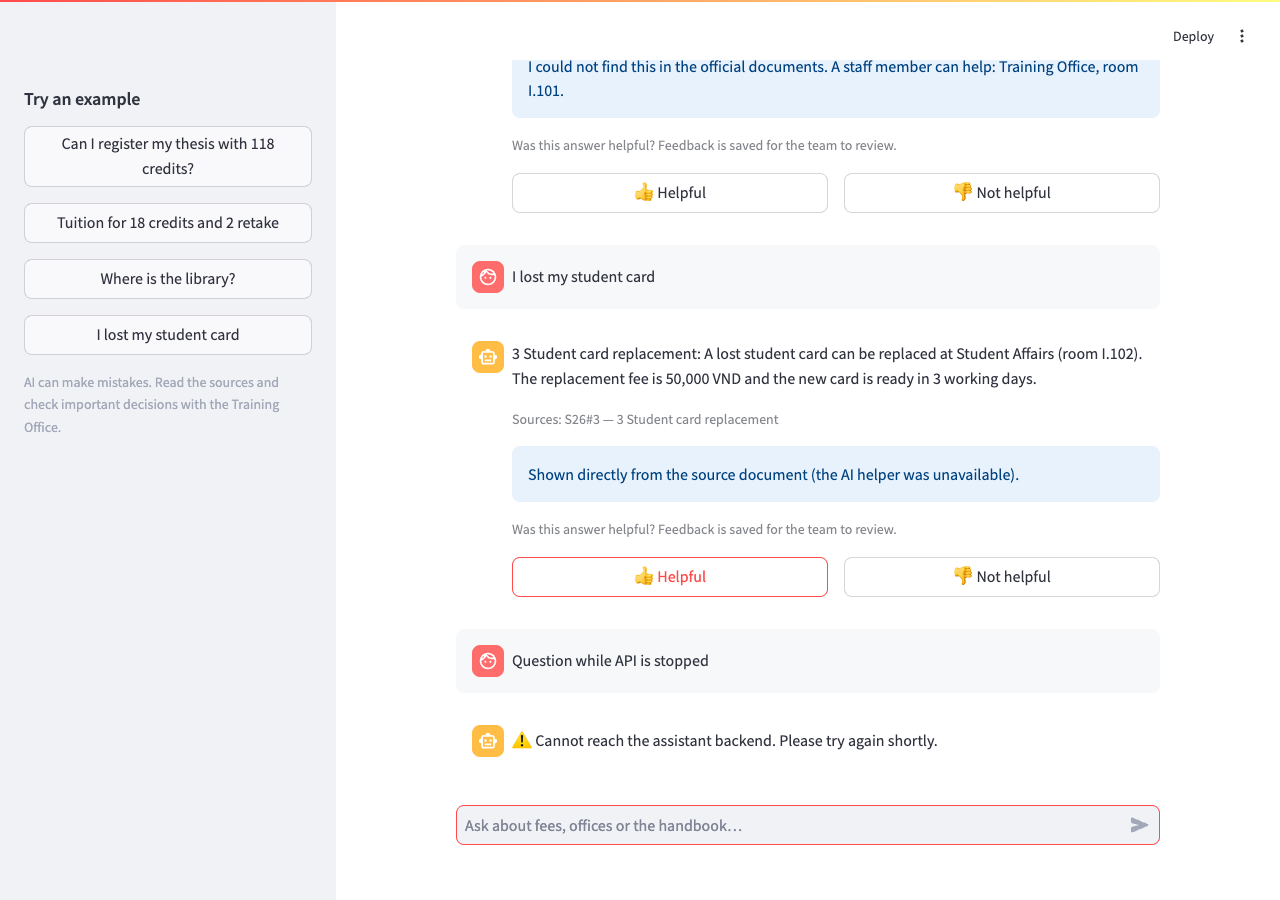 Deploy
Try an example
Can I register my thesis with 118
credits?
Tuition for 18 credits and 2 retake
Where is the library?
I lost my student card
AI can make mistakes. Read the sources and
check important decisions with the Training
Office.
I could not find this in the official documents. A staff member can help: Training Office, room
I.101.
Was this answer helpful? Feedback is saved for the team to review.
👍 Helpful
👎 Not helpful
I lost my student card
3 Student card replacement: A lost student card can be replaced at Student Affairs (room I.102).
The replacement fee is 50,000 VND and the new card is ready in 3 working days.
Sources: S26#3 — 3 Student card replacement
Shown directly from the source document (the AI helper was unavailable).
Was this answer helpful? Feedback is saved for the team to review.
👍 Helpful
👎 Not helpful
Question while API is stopped
⚠️ Cannot reach the assistant backend. Please try again shortly.
Ask about fees, offices or the handbook…